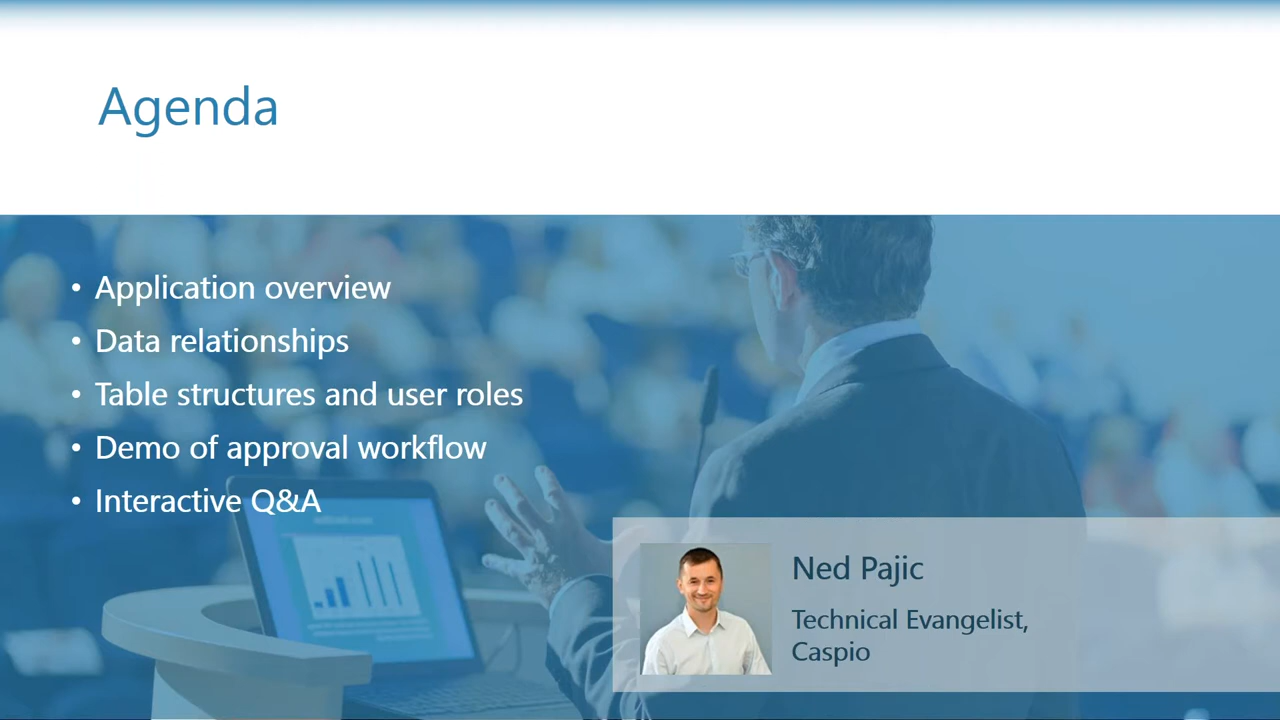 Agenda
• Application overview
• Data relationships
• Table structures and user roles
• Demo of approval workflow
• Interactive Q&A
Ned Pajic
Technical Evangelist,
Caspio